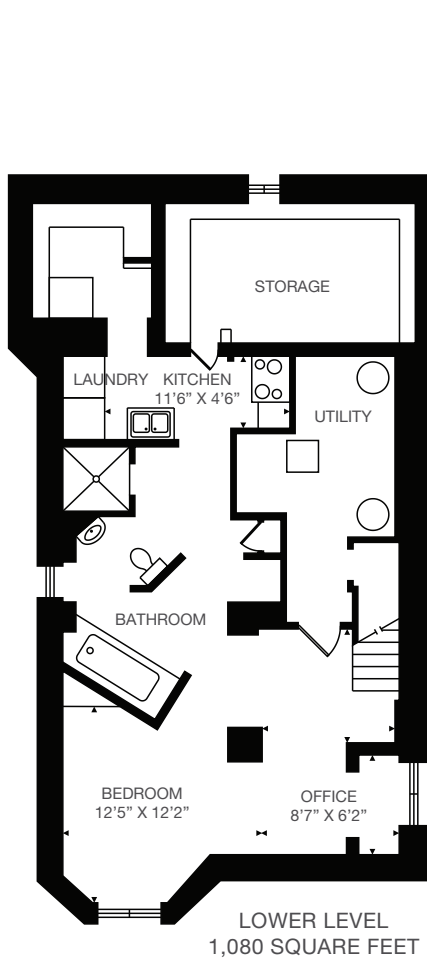 STORAGE
LAUNDRY
KITCHEN
11’6” X 4’6”
UTILITY
BATHROOM
BEDROOM
12’5” X 12’2”
OFFICE
8’7” X 6’2”
LOWER LEVEL
1,080 SQUARE FEET